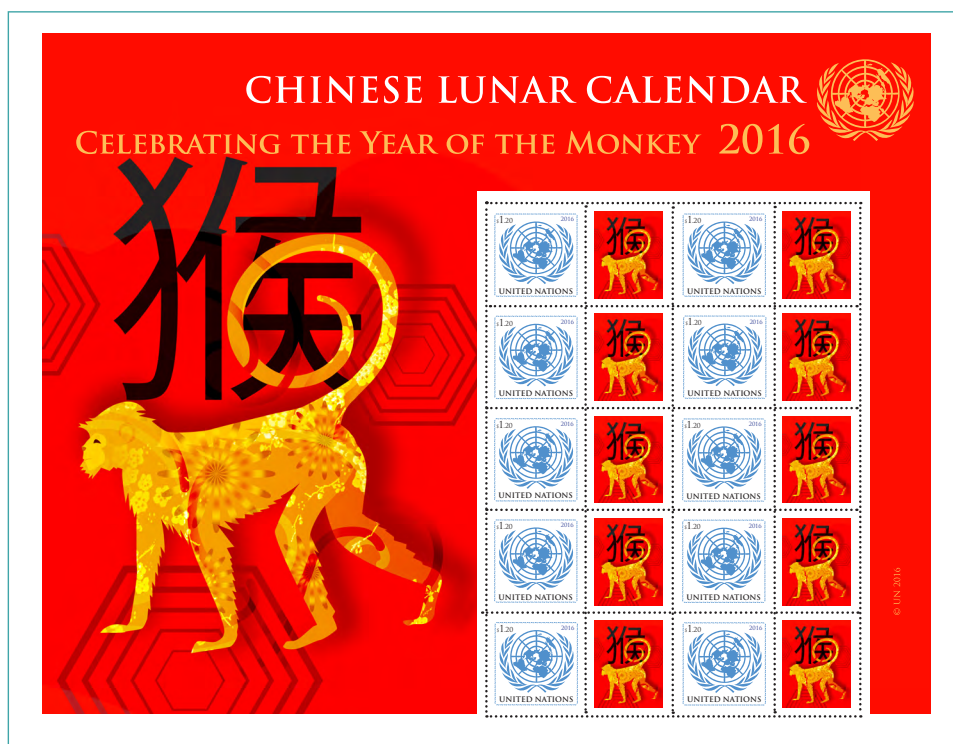 CHINESE LUNAR CALENDAR
CELEBRATING THE YEAR OF THE MONKEY 2016
猴
$1.20 2016
UNITED NATIONS
猴
$1.20 2016
UNITED NATIONS
猴
$1.20 2016
UNITED NATIONS
猴
$1.20 2016
UNITED NATIONS
猴
$1.20 2016
UNITED NATIONS
猴
$1.20 2016
UNITED NATIONS
猴
$1.20 2016
UNITED NATIONS
猴
$1.20 2016
UNITED NATIONS
猴
$1.20 2016
UNITED NATIONS
猴
$1.20 2016
UNITED NATIONS
猴
© UN 2016